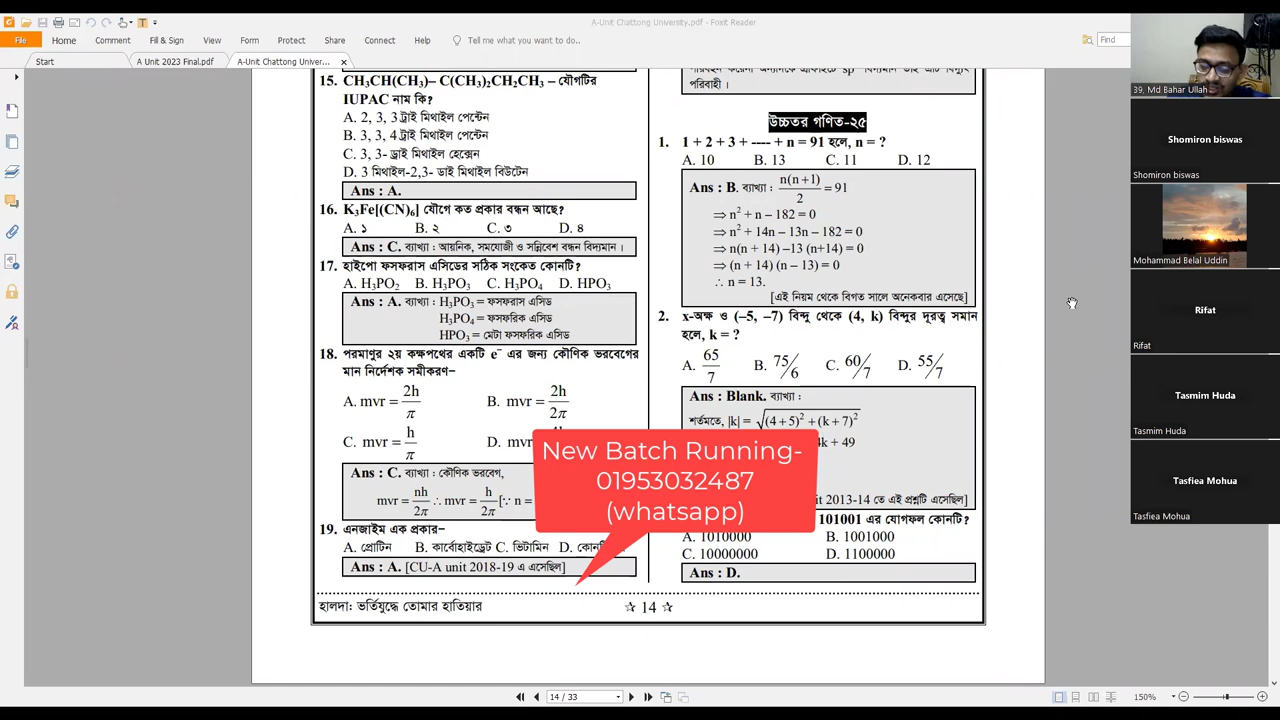 A-Unit Chattong University.pdf - Foxit Reader
File Home Comment Fill & Sign View Form Protect Share Connect Help Tell me what you want to do.. Find
Start A Unit 2023 Final.pdf A-Unit Chattong Univer...
15. CH₃CH(CH₃)– C(CH₃)₂CH₂CH₃ – যৌগটির
IUPAC নাম কি?
A. 2, 3, 3 ট্রাই মিথাইল পেন্টেন
B. 3, 3, 4 ট্রাই মিথাইল পেন্টেন
C. 3, 3- ড্রাই মিথাইল হেক্সেন
D. 3 মিথাইল-2,3- ডাই মিথাইল বিউটেন
Ans : A.
16. K₃Fe[(CN)₆] যৌগে কত প্রকার বন্ধন আছে?
A. ১ B. ২ C. ৩ D. ৪
Ans : C. ব্যাখ্যা : আয়নিক, সমযোজী ও সন্নিবেশ বন্ধন বিদ্যমান।
17. হাইপো ফসফরাস এসিডের সঠিক সংকেত কোনটি?
A. H₃PO₂ B. H₃PO₃ C. H₃PO₄ D. HPO₃
Ans : A. ব্যাখ্যা : H₃PO₃ = ফসফরাস এসিড
H₃PO₄ = ফসফরিক এসিড
HPO₃ = মেটা ফসফরিক এসিড
18. পরমাণুর ২য় কক্ষপথের একটি e⁻ এর জন্য কৌণিক ভরবেগের
মান নির্দেশক সমীকরণ–
A. mvr = 2h/π B. mvr = 2h/2π
C. mvr = h/π D. mvr
Ans : C. ব্যাখ্যা : কৌণিক ভরবেগ,
mvr = nh/2π ∴ mvr = h/2π [∵ n =
19. এনজাইম এক প্রকার–
A. প্রোটিন B. কার্বোহাইড্রেট C. ভিটামিন D.
Ans : A. [CU-A unit 2018-19 এ এসেছিল]
পরিবাহী।
উচ্চতর গণিত-২৫
1. 1 + 2 + 3 + ---- + n = 91 হলে, n = ?
A. 10 B. 13 C. 11 D. 12
Ans : B. ব্যাখ্যা : n(n+1)/2 = 91
⇒ n² + n – 182 = 0
⇒ n² + 14n – 13n – 182 = 0
⇒ n(n + 14) –13 (n+14) = 0
⇒ (n + 14) (n – 13) = 0
∴ n = 13.
[এই নিয়ম থেকে বিগত সালে অনেকবার এসেছে]
2. x-অক্ষ ও (–5, –7) বিন্দু থেকে (4, k) বিন্দুর দূরত্ব সমান
হলে, k = ?
A. 65/7 B. 75/6 C. 60/7 D. 55/7
Ans : Blank. ব্যাখ্যা :
শর্তমতে, |k| = √(4+5)² + (k+7)²
4k + 49
unit 2013-14 তে এই প্রশ্নটি এসেছিল]
101001 এর যোগফল কোনটি?
A. 1010000 B. 1001000
C. 10000000 D. 1100000
Ans : D.
New Batch Running-
01953032487
(whatsapp)
হালদা: ভর্তিযুদ্ধে তোমার হাতিয়ার ☆ 14 ☆
14 / 33 150%
39, Md Bahar Ullah
Shomiron biswas
Shomiron biswas
Mohammad Belal Uddin
Rifat
Rifat
Tasmim Huda
Tasmim Huda
Tasfiea Mohua
Tasfiea Mohua